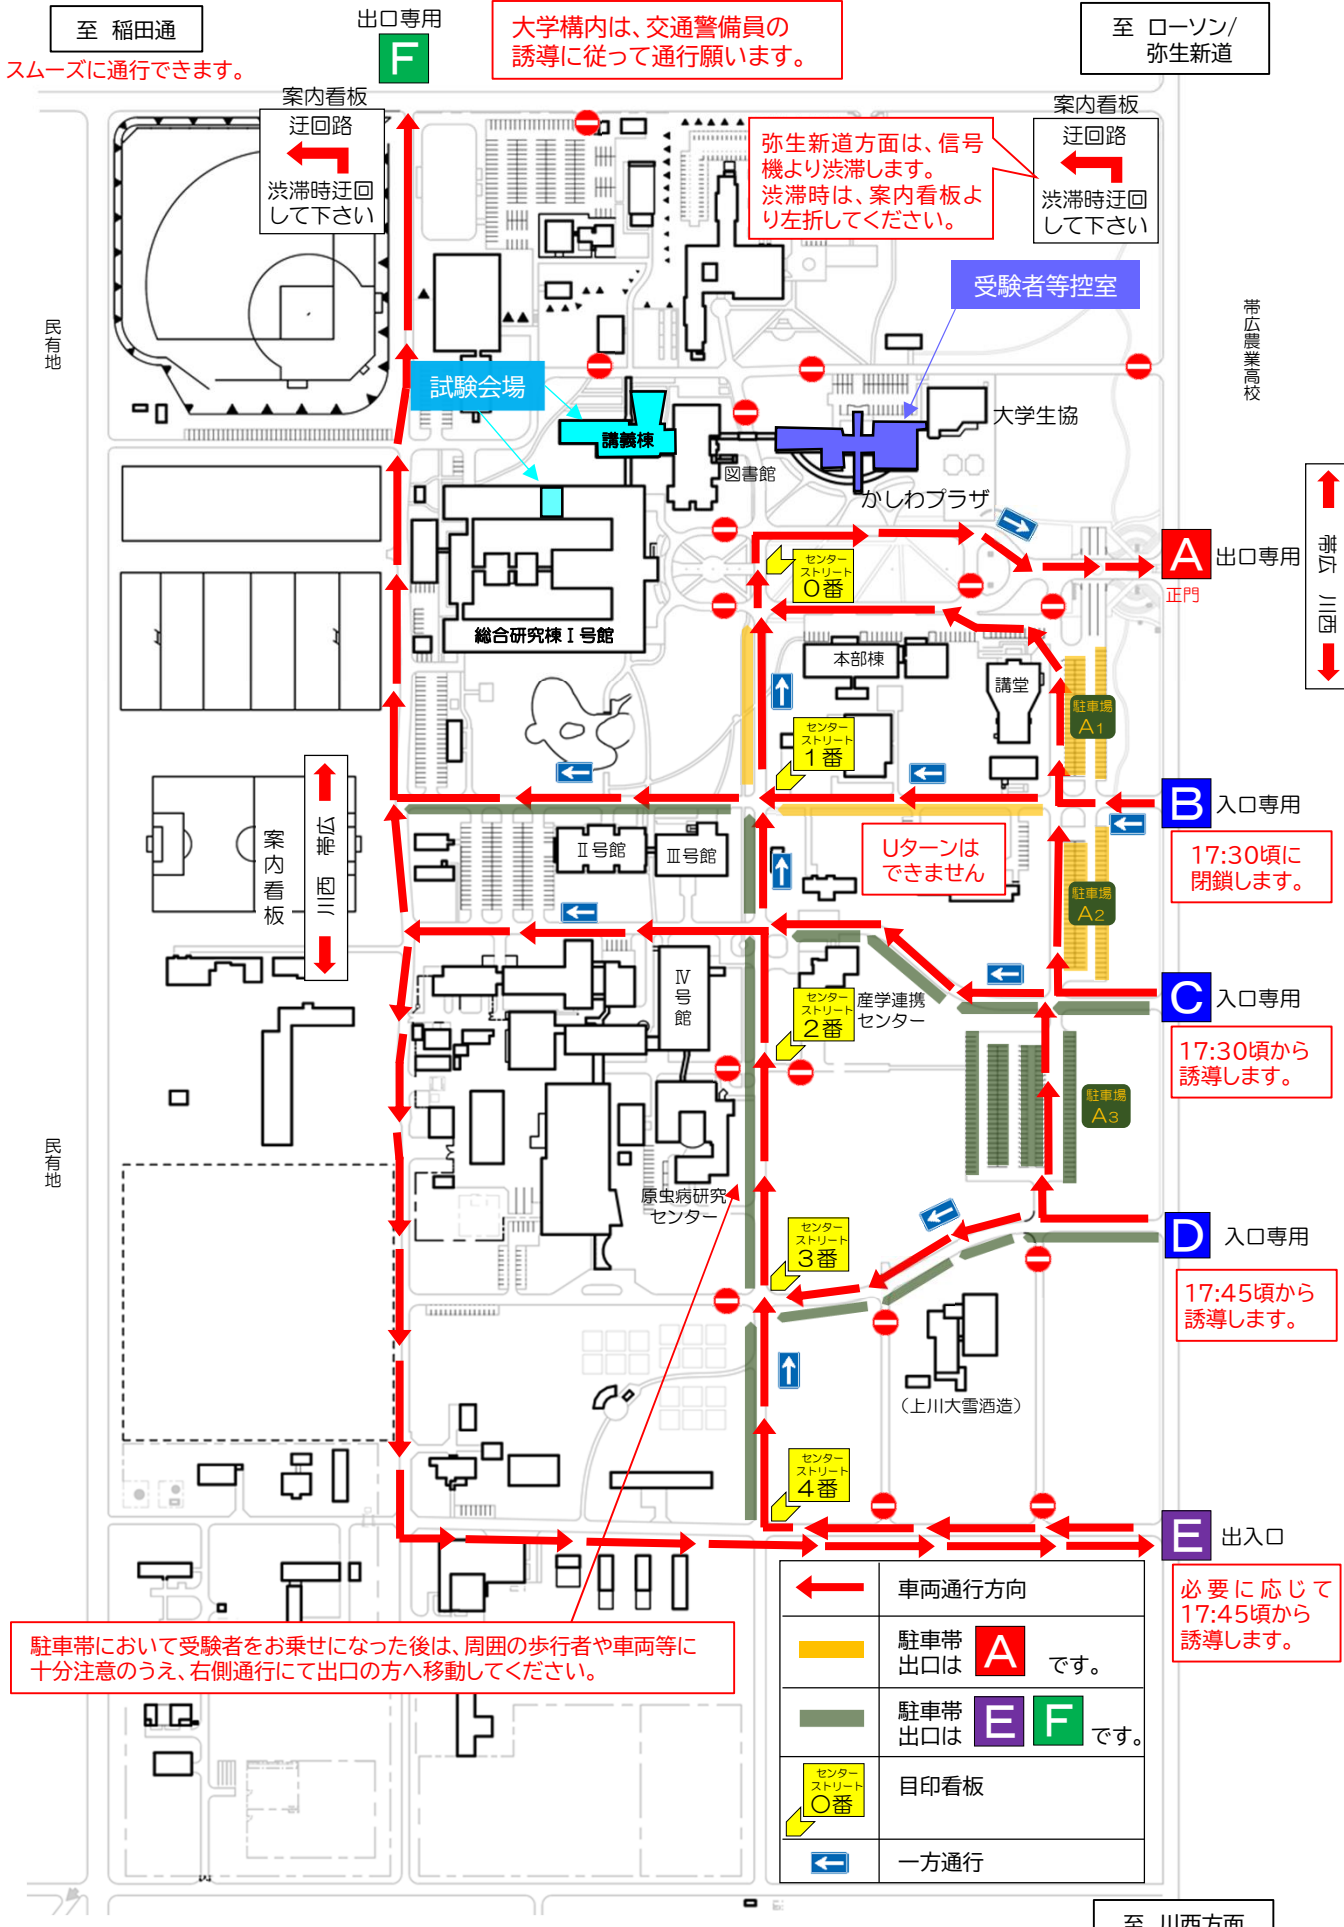 至 稲田通
スムーズに通行できます。
出口専用
F
大学構内は、交通警備員の
誘導に従って通行願います。
至 ローソン/
弥生新道
案内看板
迂回路
渋滞時迂回
して下さい
弥生新道方面は、信号
機より渋滞します。
渋滞時は、案内看板よ
り左折してください。
案内看板
迂回路
渋滞時迂回
して下さい
受験者等控室
民有地
帯広農業高校
試験会場
講義棟
図書館
大学生協
かしわプラザ
センター
ストリート
0番
A
出口専用
正門
帯広 川西
総合研究棟Ⅰ号館
本部棟
講堂
駐車場
A1
センター
ストリート
1番
B
入口専用
17:30頃に
閉鎖します。
案内看板
川西 帯広
Ⅱ号館
Ⅲ号館
Uターンは
できません
駐車場
A2
Ⅳ号館
センター
ストリート
2番
産学連携
センター
C
入口専用
17:30頃から
誘導します。
駐車場
A3
民有地
原虫病研究
センター
センター
ストリート
3番
D
入口専用
17:45頃から
誘導します。
(上川大雪酒造)
センター
ストリート
4番
E
出入口
必要に応じて
17:45頃から
誘導します。
駐車帯において受験者をお乗せになった後は、周囲の歩行者や車両等に
十分注意のうえ、右側通行にて出口の方へ移動してください。
車両通行方向
駐車帯
出口は A です。
駐車帯
出口は E F です。
センター
ストリート
〇番
目印看板
一方通行
至 川西方面